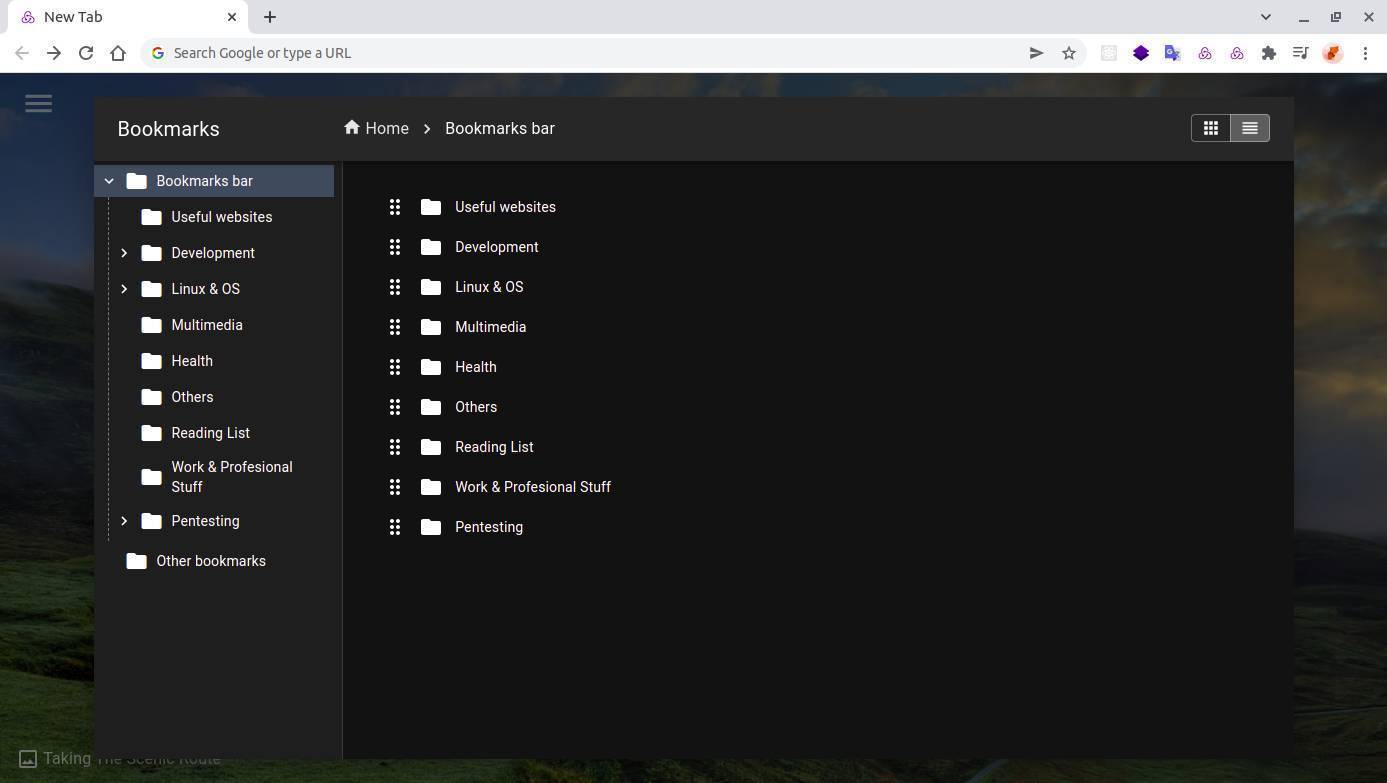 New Tab
Search Google or type a URL
Bookmarks
Home
Bookmarks bar
Bookmarks bar
Useful websites
Development
Linux & OS
Multimedia
Health
Others
Reading List
Work & Profesional
Stuff
Pentesting
Other bookmarks
Useful websites
Development
Linux & OS
Multimedia
Health
Others
Reading List
Work & Profesional Stuff
Pentesting
Taking The Scenic Route